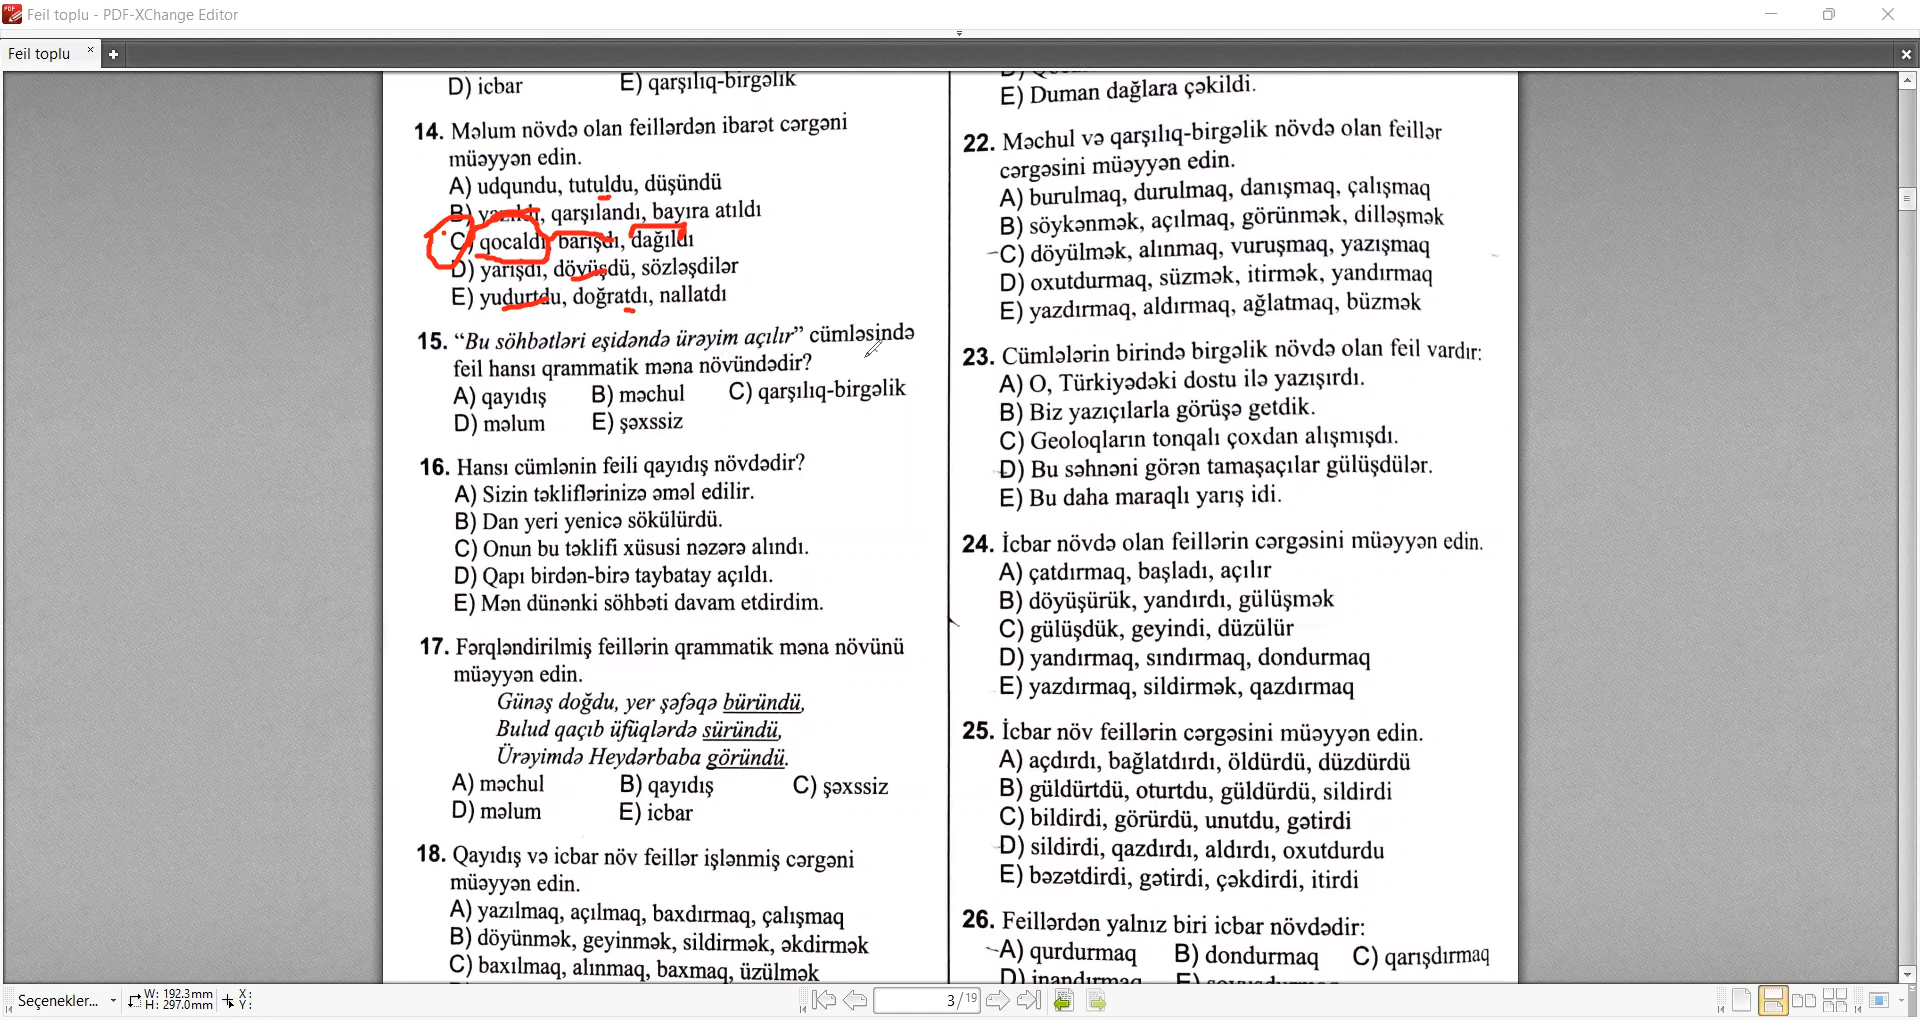 Feil toplu - PDF-XChange Editor
Feil toplu
D) icbar E) qarşılıq-birgəlik
14. Məlum növdə olan feillərdən ibarət cərgəni
müəyyən edin.
A) udqundu, tutuldu, düşündü
B) yazıldı, qarşılandı, bayıra atıldı
C) qocaldı, barışdı, dağıldı
D) yarışdı, döyüşdü, sözləşdilər
E) yudurtdu, doğratdı, nallatdı
15. “Bu söhbətləri eşidəndə ürəyim açılır” cümləsində
feil hansı qrammatik məna növündədir?
A) qayıdış B) məchul C) qarşılıq-birgəlik
D) məlum E) şəxssiz
16. Hansı cümlənin feili qayıdış növdədir?
A) Sizin təkliflərinizə əməl edilir.
B) Dan yeri yenicə sökülürdü.
C) Onun bu təklifi xüsusi nəzərə alındı.
D) Qapı birdən-birə taybatay açıldı.
E) Mən dünənki söhbəti davam etdirdim.
17. Fərqləndirilmiş feillərin qrammatik məna növünü
müəyyən edin.
Günəş doğdu, yer şəfəqə büründü,
Bulud qaçıb üfüqlərdə süründü,
Ürəyimdə Heydərbaba göründü.
A) məchul B) qayıdış C) şəxssiz
D) məlum E) icbar
18. Qayıdış və icbar növ feillər işlənmiş cərgəni
müəyyən edin.
A) yazılmaq, açılmaq, baxdırmaq, çalışmaq
B) döyünmək, geyinmək, sildirmək, əkdirmək
C) baxılmaq, alınmaq, baxmaq, üzülmək
E) Duman dağlara çəkildi.
22. Məchul və qarşılıq-birgəlik növdə olan feillər
cərgəsini müəyyən edin.
A) burulmaq, durulmaq, danışmaq, çalışmaq
B) söykənmək, açılmaq, görünmək, dilləşmək
C) döyülmək, alınmaq, vuruşmaq, yazışmaq
D) oxutdurmaq, süzmək, itirmək, yandırmaq
E) yazdırmaq, aldırmaq, ağlatmaq, büzmək
23. Cümlələrin birində birgəlik növdə olan feil vardır:
A) O, Türkiyədəki dostu ilə yazışırdı.
B) Biz yazıçılarla görüşə getdik.
C) Geoloqların tonqalı çoxdan alışmışdı.
D) Bu səhnəni görən tamaşaçılar gülüşdülər.
E) Bu daha maraqlı yarış idi.
24. İcbar növdə olan feillərin cərgəsini müəyyən edin.
A) çatdırmaq, başladı, açılır
B) döyüşürük, yandırdı, gülüşmək
C) gülüşdük, geyindi, düzülür
D) yandırmaq, sındırmaq, dondurmaq
E) yazdırmaq, sildirmək, qazdırmaq
25. İcbar növ feillərin cərgəsini müəyyən edin.
A) açdırdı, bağlatdırdı, öldürdü, düzdürdü
B) güldürtdü, oturtdu, güldürdü, sildirdi
C) bildirdi, görürdü, unutdu, gətirdi
D) sildirdi, qazdırdı, aldırdı, oxutdurdu
E) bəzətdirdi, gətirdi, çəkdirdi, itirdi
26. Feillərdən yalnız biri icbar növdədir:
A) qurdurmaq B) dondurmaq C) qarışdırmaq
D) inandırmaq
Seçenekler... W: 192.3mm X:
H: 297.0mm Y:
3 / 19